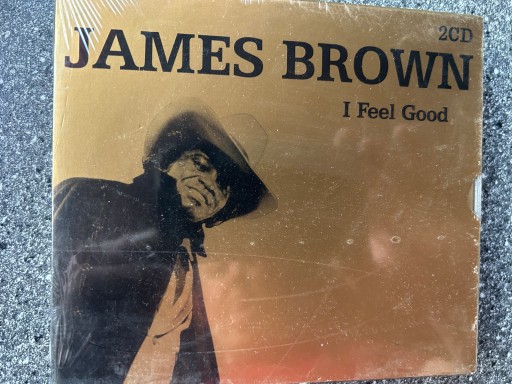 2CD
JAMES BROWN
I Feel Good